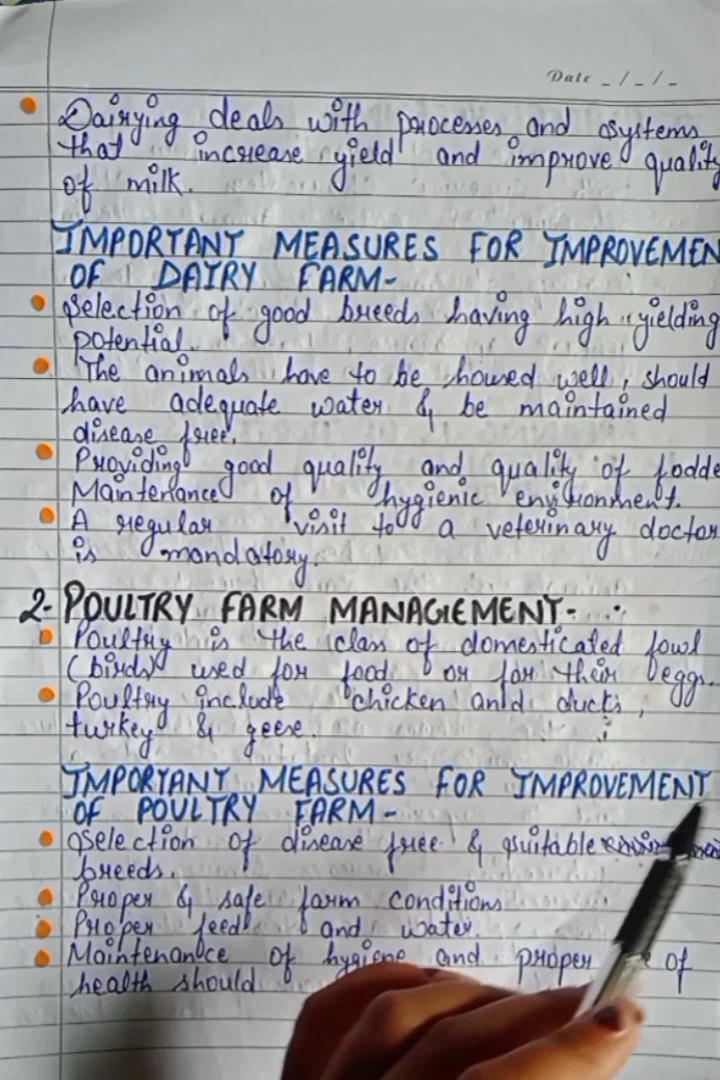 Date _/_/_
Dairying deals with processes and systems
that increase yield and improve quality
of milk.
IMPORTANT MEASURES FOR IMPROVEMEN
OF DAIRY FARM-
Selection of good breeds having high yielding
potential.
The animals have to be housed well, should
have adequate water & be maintained
disease free.
Providing good quality and quality of fodde
Maintenance of hygienic environment.
A regular visit to a veterinary doctor
is mandatory.
2- POULTRY FARM MANAGEMENT-
Poultry is the class of domesticated fowl
(birds) used for food or for their eggs.
Poultry include chicken and ducks,
turkey & geese.
IMPORTANT MEASURES FOR IMPROVEMENT
OF POULTRY FARM-
Selection of disease free & suitable
breeds.
Proper & safe farm conditions
Proper feed and water.
Maintenance of hygiene and proper of
health should